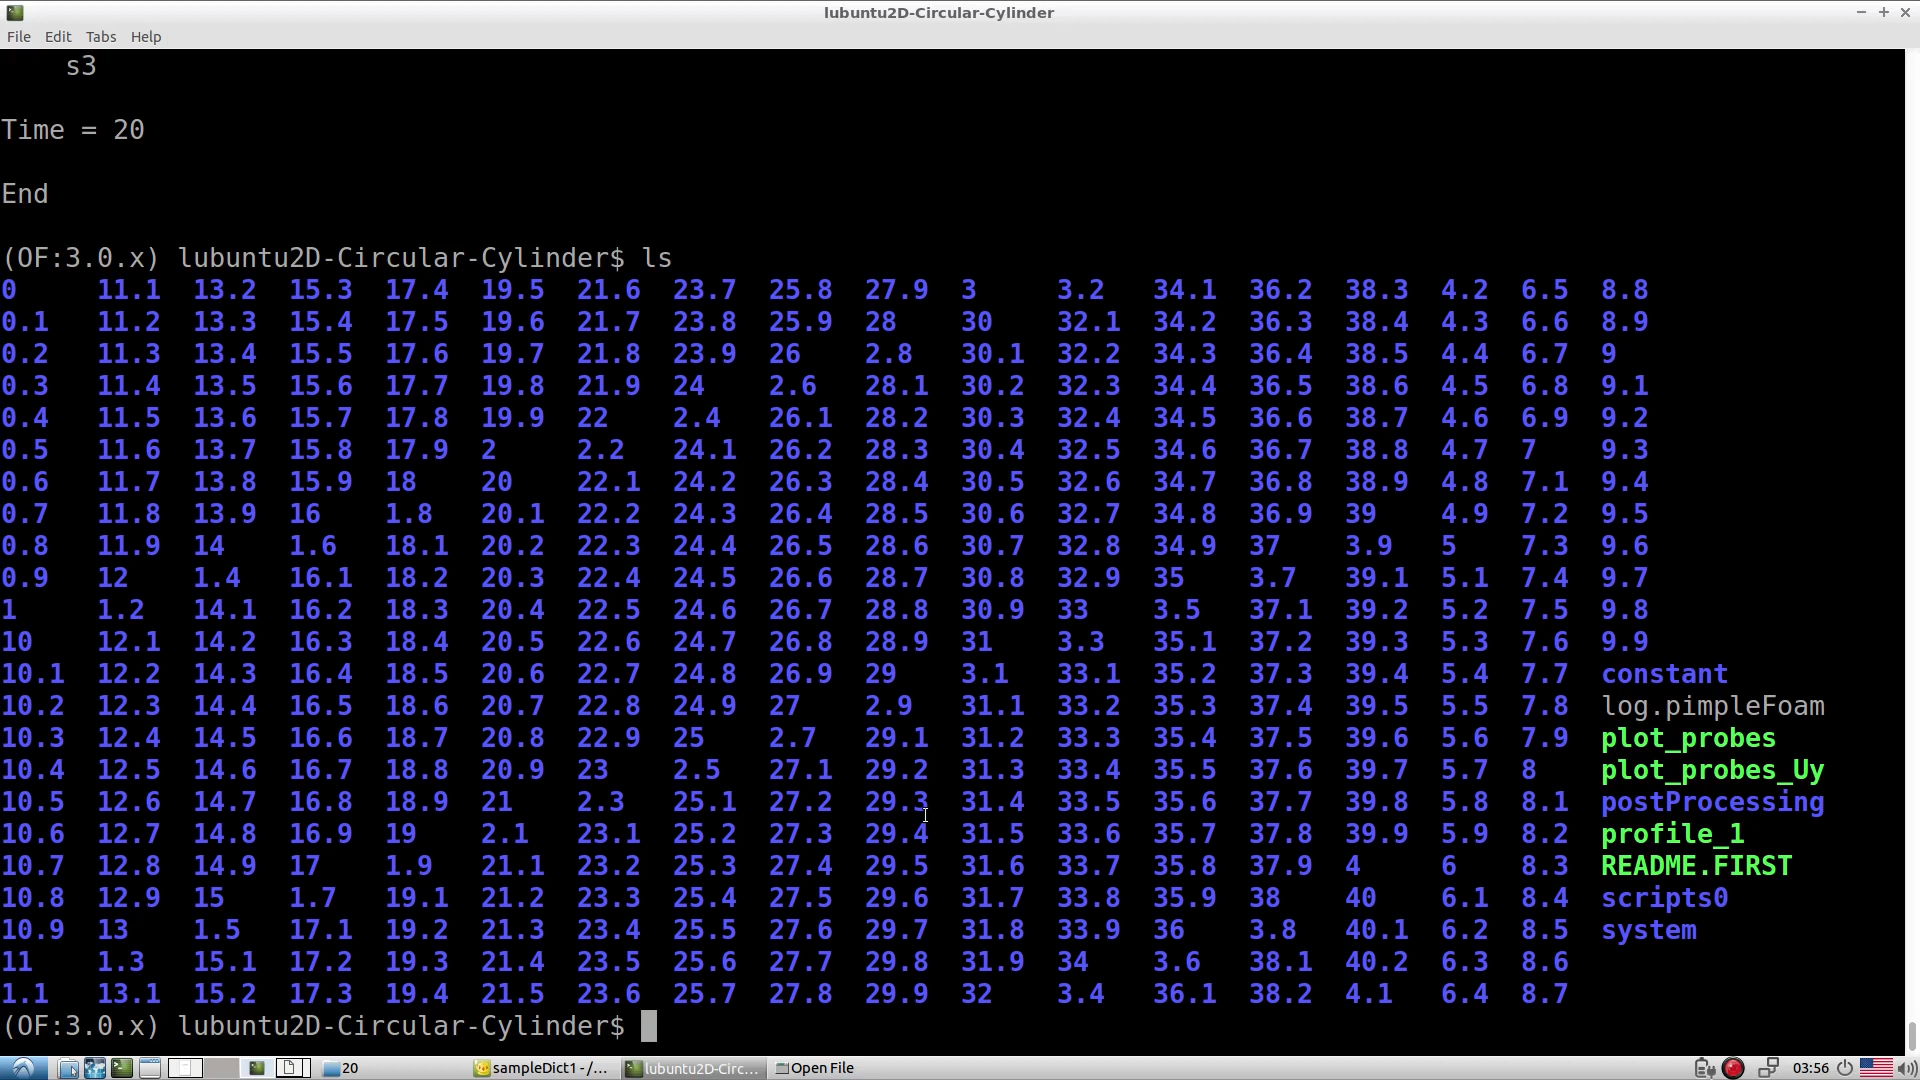 lubuntu2D-Circular-Cylinder
File Edit Tabs Help
s3
Time = 20
End
(OF:3.0.x) lubuntu2D-Circular-Cylinder$ ls
0 11.1 13.2 15.3 17.4 19.5 21.6 23.7 25.8 27.9 3 3.2 34.1 36.2 38.3 4.2 6.5 8.8
0.1 11.2 13.3 15.4 17.5 19.6 21.7 23.8 25.9 28 30 32.1 34.2 36.3 38.4 4.3 6.6 8.9
0.2 11.3 13.4 15.5 17.6 19.7 21.8 23.9 26 2.8 30.1 32.2 34.3 36.4 38.5 4.4 6.7 9
0.3 11.4 13.5 15.6 17.7 19.8 21.9 24 2.6 28.1 30.2 32.3 34.4 36.5 38.6 4.5 6.8 9.1
0.4 11.5 13.6 15.7 17.8 19.9 22 2.4 26.1 28.2 30.3 32.4 34.5 36.6 38.7 4.6 6.9 9.2
0.5 11.6 13.7 15.8 17.9 2 2.2 24.1 26.2 28.3 30.4 32.5 34.6 36.7 38.8 4.7 7 9.3
0.6 11.7 13.8 15.9 18 20 22.1 24.2 26.3 28.4 30.5 32.6 34.7 36.8 38.9 4.8 7.1 9.4
0.7 11.8 13.9 16 1.8 20.1 22.2 24.3 26.4 28.5 30.6 32.7 34.8 36.9 39 4.9 7.2 9.5
0.8 11.9 14 1.6 18.1 20.2 22.3 24.4 26.5 28.6 30.7 32.8 34.9 37 3.9 5 7.3 9.6
0.9 12 1.4 16.1 18.2 20.3 22.4 24.5 26.6 28.7 30.8 32.9 35 3.7 39.1 5.1 7.4 9.7
1 1.2 14.1 16.2 18.3 20.4 22.5 24.6 26.7 28.8 30.9 33 3.5 37.1 39.2 5.2 7.5 9.8
10 12.1 14.2 16.3 18.4 20.5 22.6 24.7 26.8 28.9 31 3.3 35.1 37.2 39.3 5.3 7.6 9.9
10.1 12.2 14.3 16.4 18.5 20.6 22.7 24.8 26.9 29 3.1 33.1 35.2 37.3 39.4 5.4 7.7 constant
10.2 12.3 14.4 16.5 18.6 20.7 22.8 24.9 27 2.9 31.1 33.2 35.3 37.4 39.5 5.5 7.8 log.pimpleFoam
10.3 12.4 14.5 16.6 18.7 20.8 22.9 25 2.7 29.1 31.2 33.3 35.4 37.5 39.6 5.6 7.9 plot_probes
10.4 12.5 14.6 16.7 18.8 20.9 23 2.5 27.1 29.2 31.3 33.4 35.5 37.6 39.7 5.7 8 plot_probes_Uy
10.5 12.6 14.7 16.8 18.9 21 2.3 25.1 27.2 29.3 31.4 33.5 35.6 37.7 39.8 5.8 8.1 postProcessing
10.6 12.7 14.8 16.9 19 2.1 23.1 25.2 27.3 29.4 31.5 33.6 35.7 37.8 39.9 5.9 8.2 profile_1
10.7 12.8 14.9 17 1.9 21.1 23.2 25.3 27.4 29.5 31.6 33.7 35.8 37.9 4 6 8.3 README.FIRST
10.8 12.9 15 1.7 19.1 21.2 23.3 25.4 27.5 29.6 31.7 33.8 35.9 38 40 6.1 8.4 scripts0
10.9 13 1.5 17.1 19.2 21.3 23.4 25.5 27.6 29.7 31.8 33.9 36 3.8 40.1 6.2 8.5 system
11 1.3 15.1 17.2 19.3 21.4 23.5 25.6 27.7 29.8 31.9 34 3.6 38.1 40.2 6.3 8.6
1.1 13.1 15.2 17.3 19.4 21.5 23.6 25.7 27.8 29.9 32 3.4 36.1 38.2 4.1 6.4 8.7
(OF:3.0.x) lubuntu2D-Circular-Cylinder$
20 sampleDict1 - /... lubuntu2D-Circ... Open File 03:56